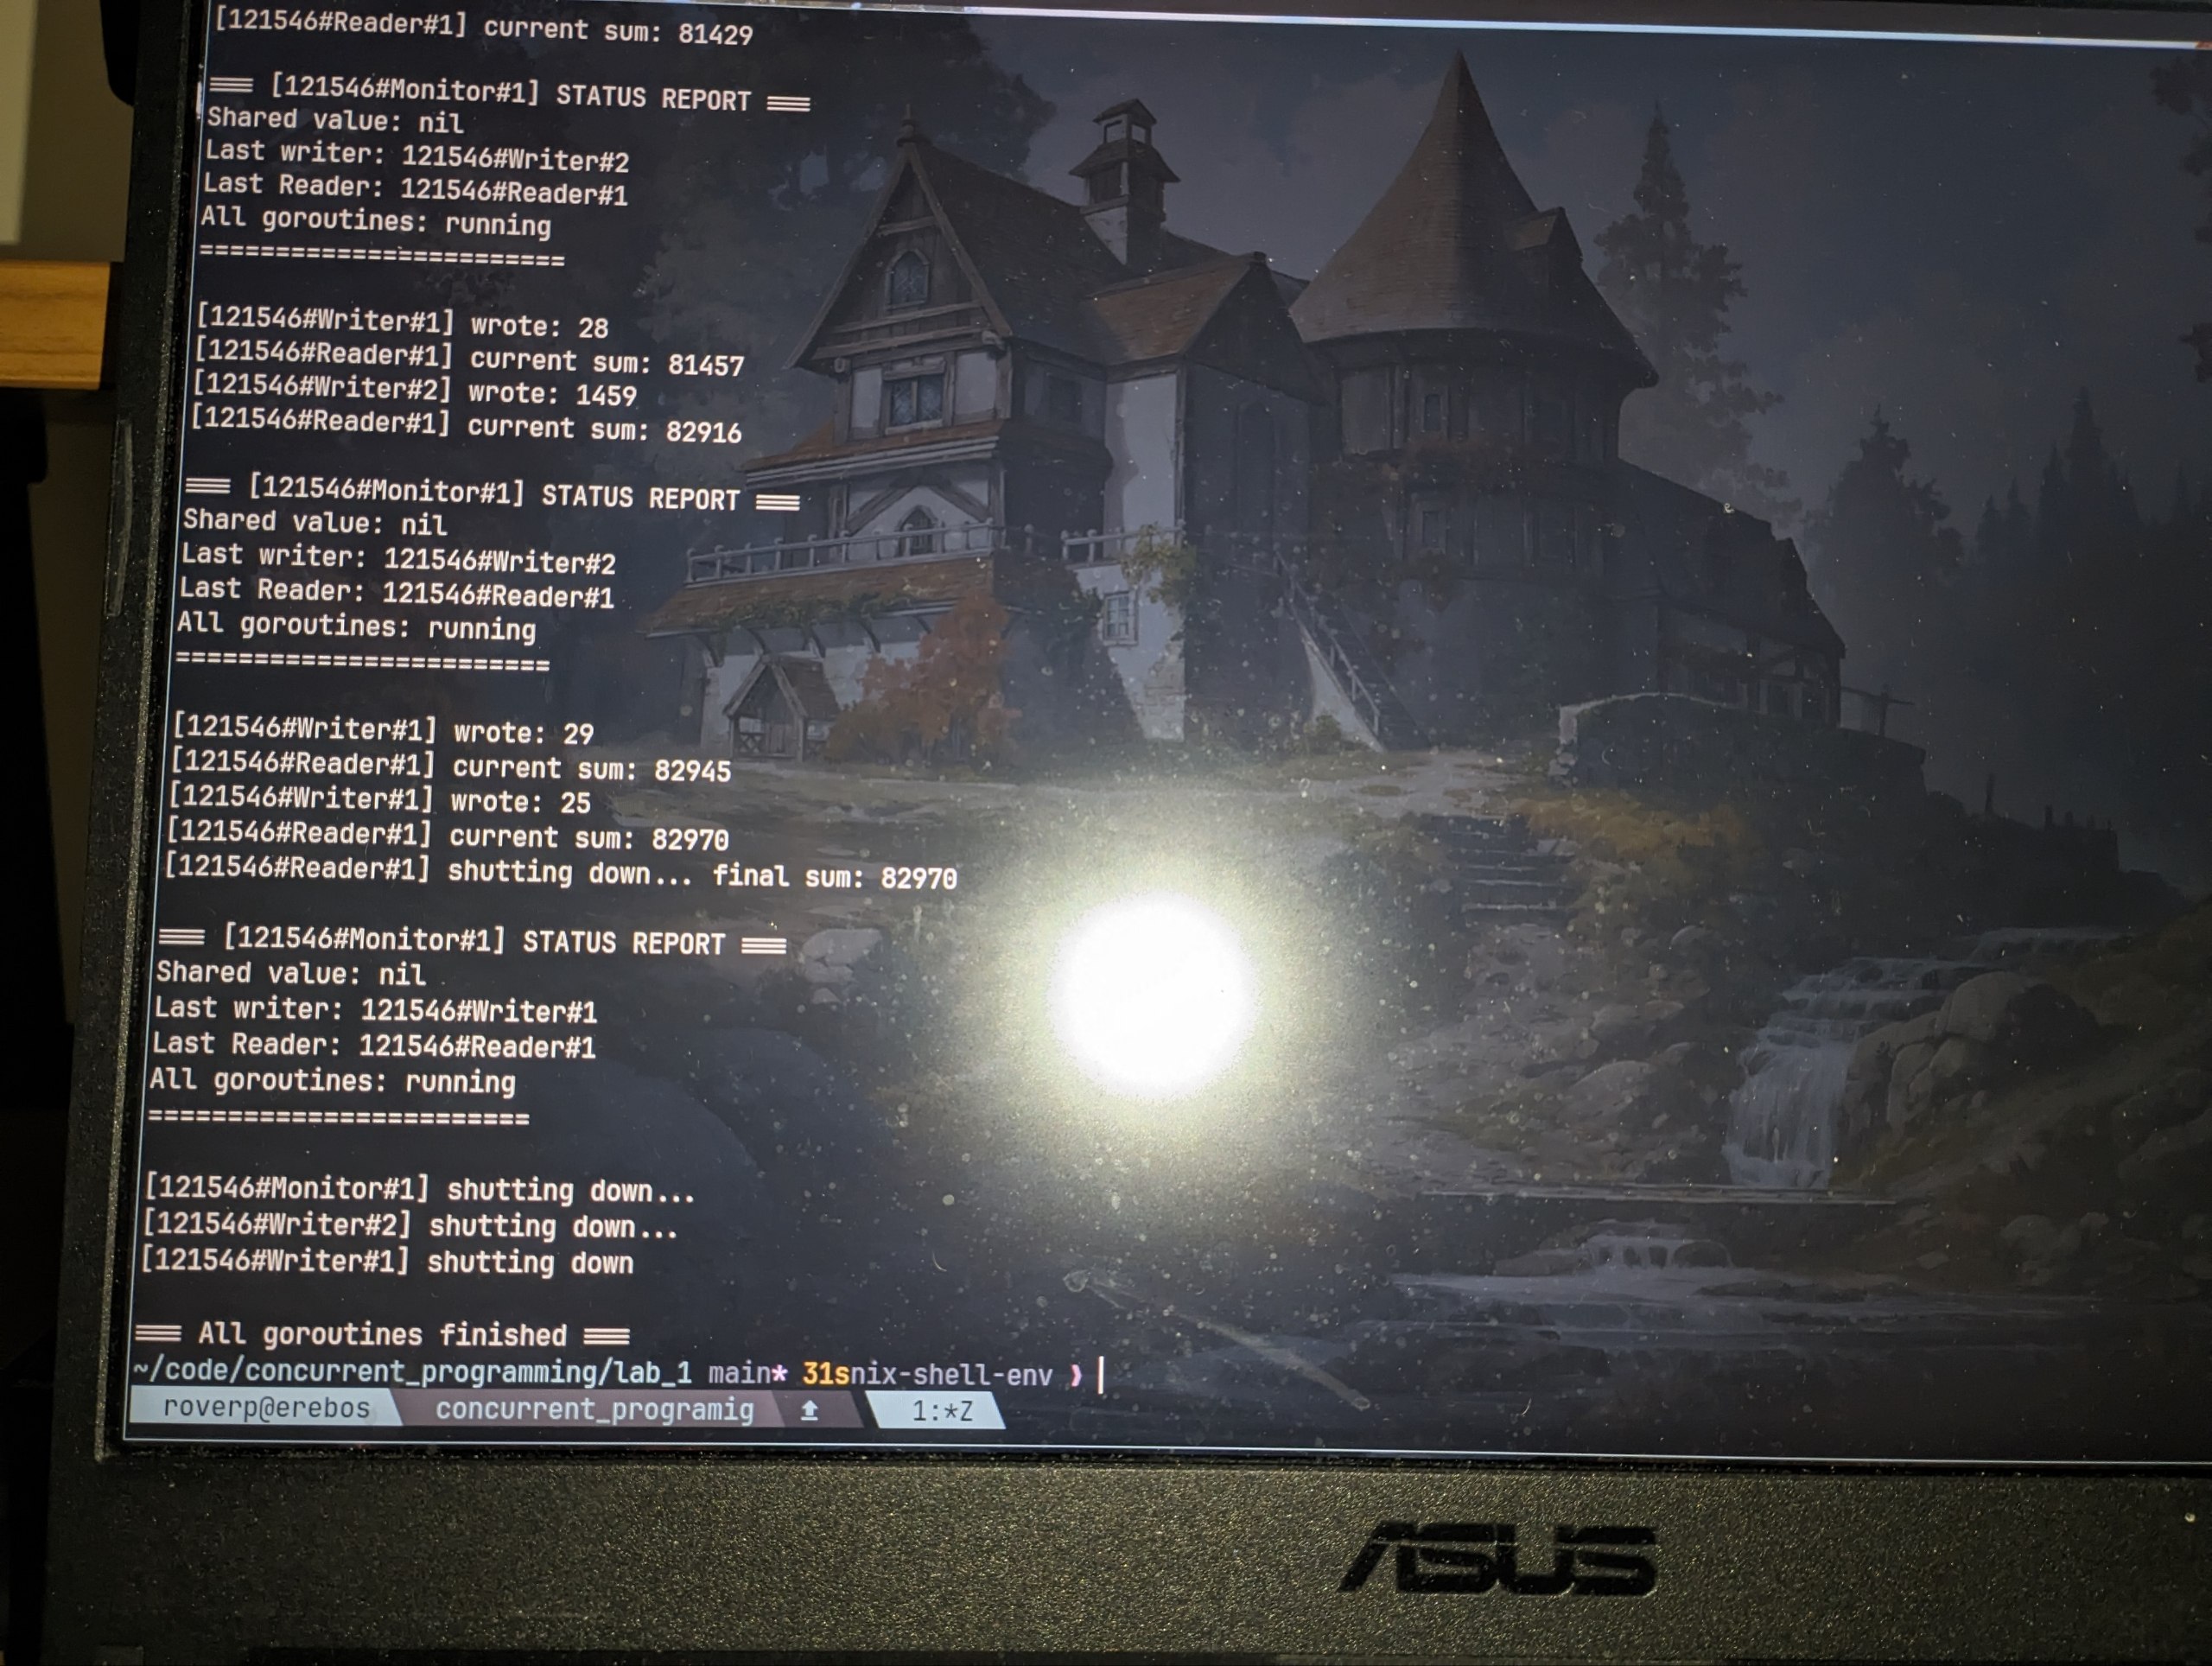 [121546#Reader#1] current sum: 81429
=== [121546#Monitor#1] STATUS REPORT ===
Shared value: nil
Last writer: 121546#Writer#2
Last Reader: 121546#Reader#1
All goroutines: running
========================
[121546#Writer#1] wrote: 28
[121546#Reader#1] current sum: 81457
[121546#Writer#2] wrote: 1459
[121546#Reader#1] current sum: 82916
=== [121546#Monitor#1] STATUS REPORT ===
Shared value: nil
Last writer: 121546#Writer#2
Last Reader: 121546#Reader#1
All goroutines: running
========================
[121546#Writer#1] wrote: 29
[121546#Reader#1] current sum: 82945
[121546#Writer#1] wrote: 25
[121546#Reader#1] current sum: 82970
[121546#Reader#1] shutting down... final sum: 82970
=== [121546#Monitor#1] STATUS REPORT ===
Shared value: nil
Last writer: 121546#Writer#1
Last Reader: 121546#Reader#1
All goroutines: running
========================
[121546#Monitor#1] shutting down...
[121546#Writer#2] shutting down...
[121546#Writer#1] shutting down
=== All goroutines finished ===
~/code/concurrent_programming/lab_1 main* 31snix-shell-env ❯
roverp@erebos concurrent_programig 1:*Z
ASUS